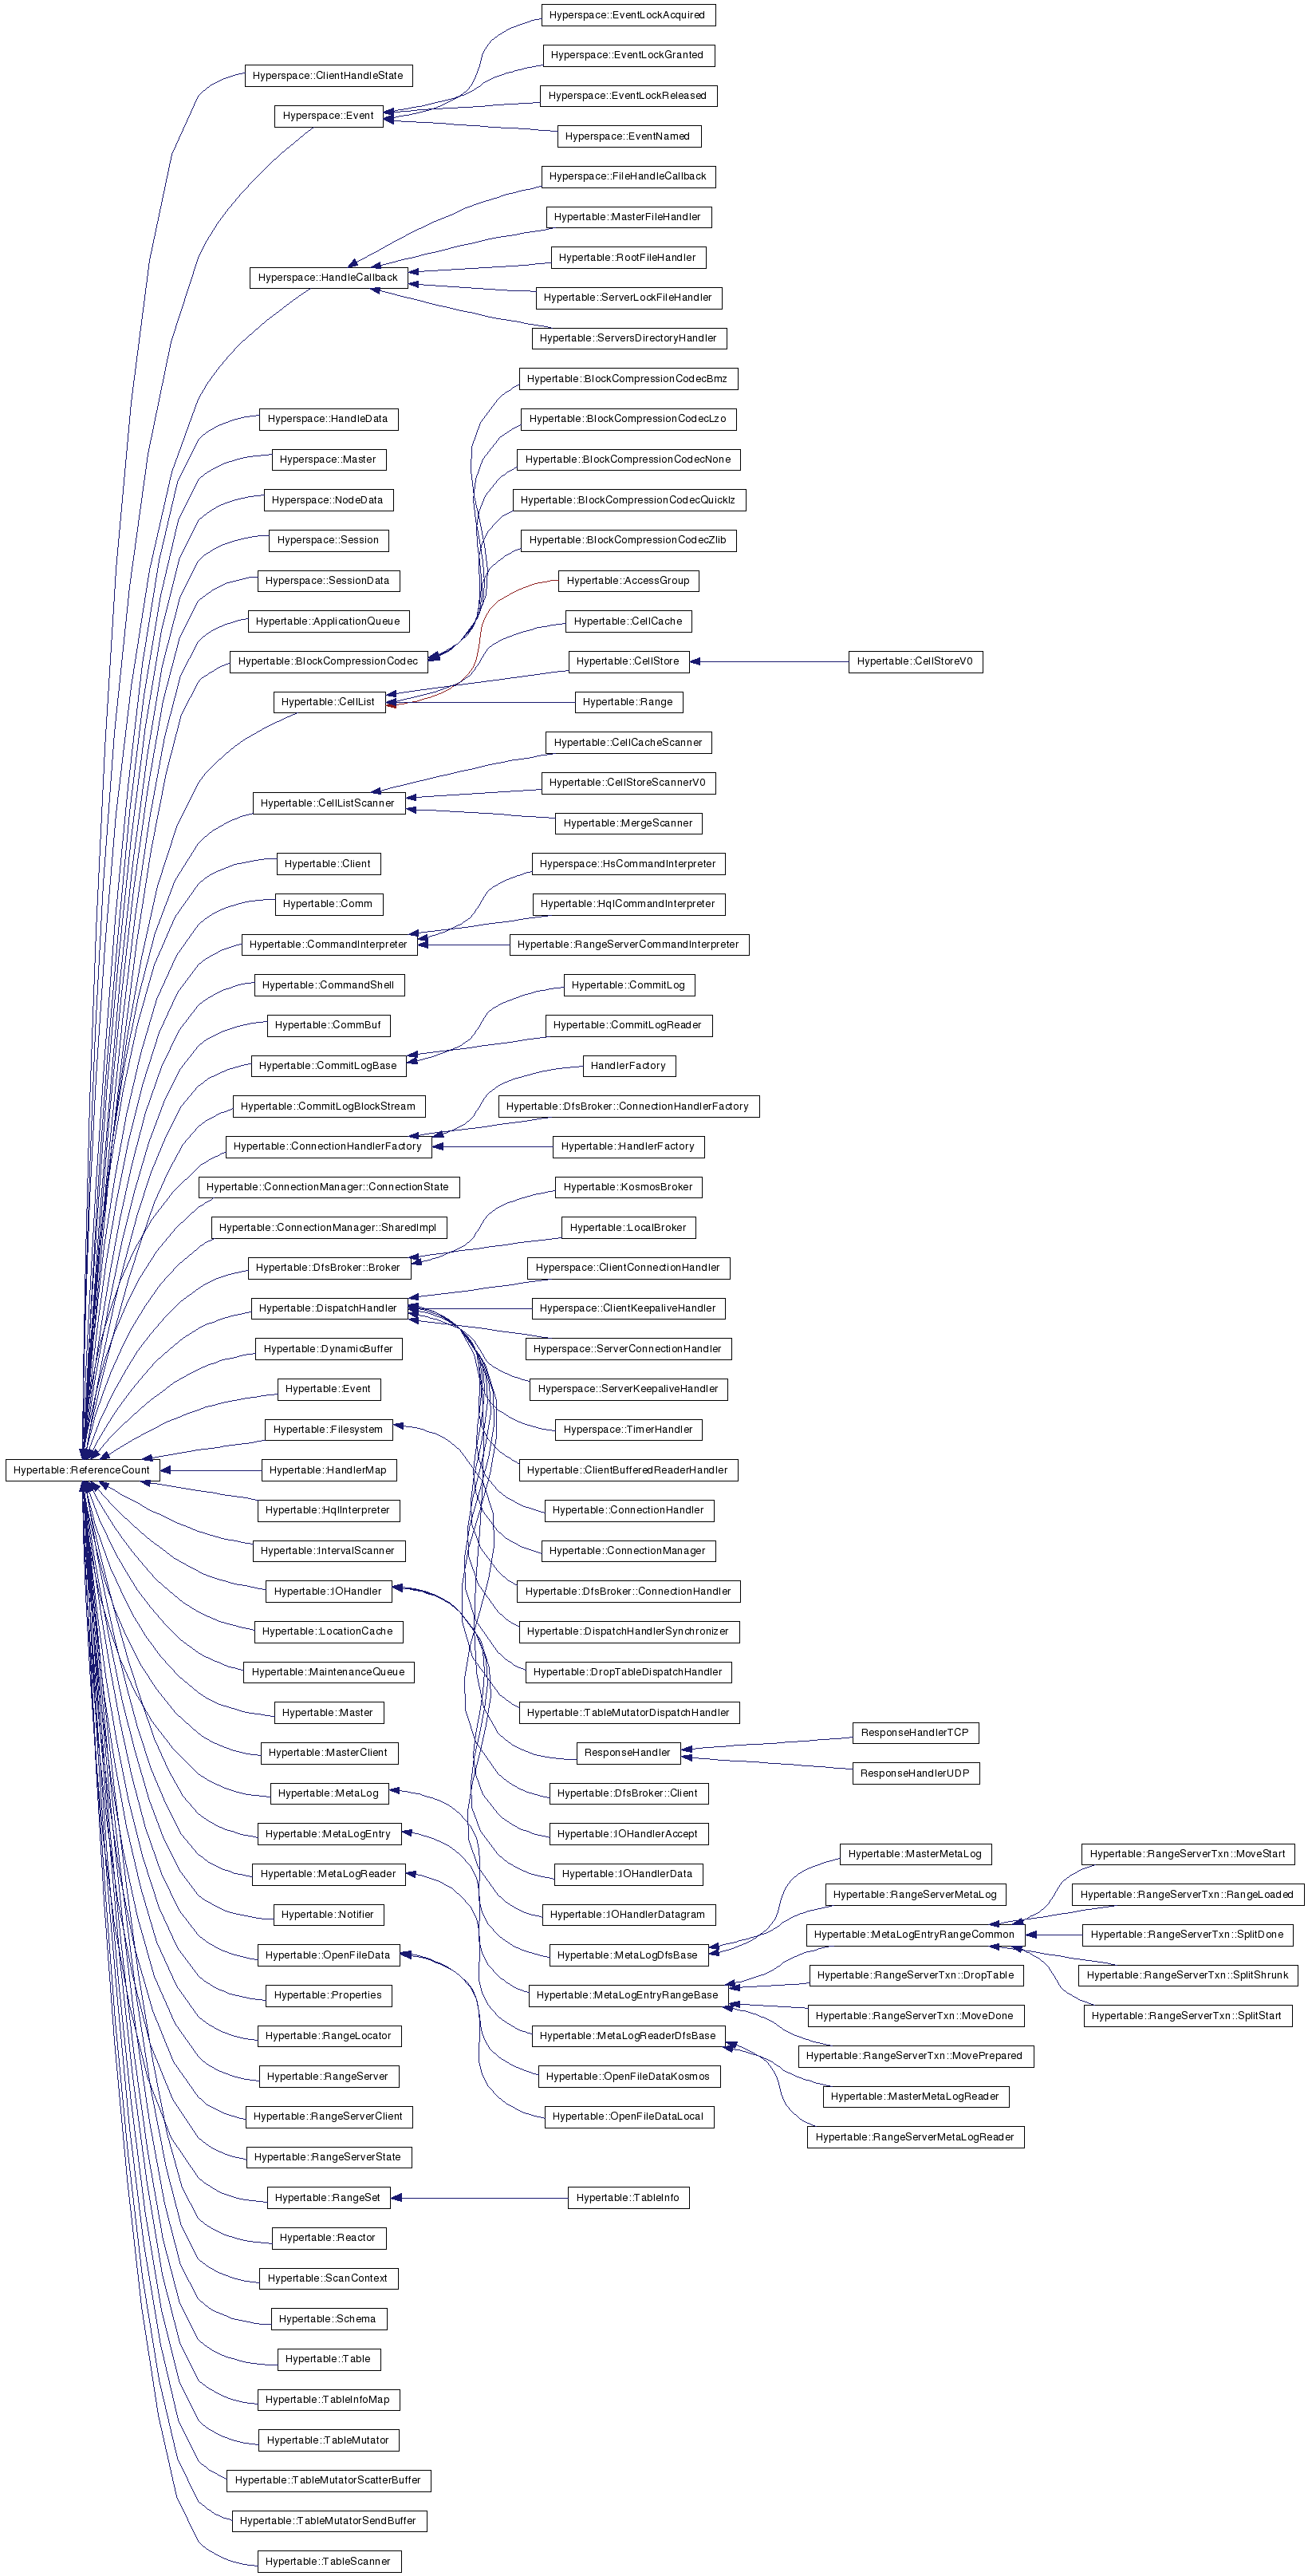 Hyperspace::EventLockAcquired
Hyperspace::EventLockGranted
Hyperspace::ClientHandleState
Hyperspace::EventLockReleased
Hyperspace::Event
Hyperspace::EventNamed
Hyperspace::FileHandleCallback
Hypertable::MasterFileHandler
Hypertable::RootFileHandler
Hyperspace::HandleCallback
Hypertable::ServerLockFileHandler
Hypertable::ServersDirectoryHandler
Hypertable::BlockCompressionCodecBmz
Hyperspace::HandleData
Hypertable::BlockCompressionCodecLzo
Hyperspace::Master
Hypertable::BlockCompressionCodecNone
Hyperspace::NodeData
Hypertable::BlockCompressionCodecQuicklz
Hyperspace::Session
Hypertable::BlockCompressionCodecZlib
Hyperspace::SessionData
Hypertable::AccessGroup
Hypertable::ApplicationQueue
Hypertable::CellCache
Hypertable::BlockCompressionCodec
Hypertable::CellStore
Hypertable::CellStoreV0
Hypertable::CellList
Hypertable::Range
Hypertable::CellCacheScanner
Hypertable::CellStoreScannerV0
Hypertable::CellListScanner
Hypertable::MergeScanner
Hypertable::Client
Hyperspace::HsCommandInterpreter
Hypertable::Comm
Hypertable::HqlCommandInterpreter
Hypertable::CommandInterpreter
Hypertable::RangeServerCommandInterpreter
Hypertable::CommandShell
Hypertable::CommitLog
Hypertable::CommBuf
Hypertable::CommitLogReader
Hypertable::CommitLogBase
HandlerFactory
Hypertable::CommitLogBlockStream
Hypertable::DfsBroker::ConnectionHandlerFactory
Hypertable::ConnectionHandlerFactory
Hypertable::HandlerFactory
Hypertable::ConnectionManager::ConnectionState
Hypertable::KosmosBroker
Hypertable::ConnectionManager::SharedImpl
Hypertable::LocalBroker
Hypertable::DfsBroker::Broker
Hyperspace::ClientConnectionHandler
Hypertable::DispatchHandler
Hyperspace::ClientKeepaliveHandler
Hypertable::DynamicBuffer
Hyperspace::ServerConnectionHandler
Hypertable::Event
Hyperspace::ServerKeepaliveHandler
Hypertable::Filesystem
Hyperspace::TimerHandler
Hypertable::ReferenceCount
Hypertable::HandlerMap
Hypertable::ClientBufferedReaderHandler
Hypertable::HqlInterpreter
Hypertable::ConnectionHandler
Hypertable::IntervalScanner
Hypertable::ConnectionManager
Hypertable::IOHandler
Hypertable::DfsBroker::ConnectionHandler
Hypertable::LocationCache
Hypertable::DispatchHandlerSynchronizer
Hypertable::MaintenanceQueue
Hypertable::DropTableDispatchHandler
Hypertable::Master
Hypertable::TableMutatorDispatchHandler
ResponseHandlerTCP
Hypertable::MasterClient
ResponseHandler
ResponseHandlerUDP
Hypertable::MetaLog
Hypertable::DfsBroker::Client
Hypertable::MetaLogEntry
Hypertable::IOHandlerAccept
Hypertable::MasterMetaLog
Hypertable::RangeServerTxn::MoveStart
Hypertable::MetaLogReader
Hypertable::IOHandlerData
Hypertable::RangeServerMetaLog
Hypertable::RangeServerTxn::RangeLoaded
Hypertable::Notifier
Hypertable::IOHandlerDatagram
Hypertable::MetaLogEntryRangeCommon
Hypertable::RangeServerTxn::SplitDone
Hypertable::OpenFileData
Hypertable::MetaLogDfsBase
Hypertable::RangeServerTxn::DropTable
Hypertable::RangeServerTxn::SplitShrunk
Hypertable::Properties
Hypertable::MetaLogEntryRangeBase
Hypertable::RangeServerTxn::MoveDone
Hypertable::RangeServerTxn::SplitStart
Hypertable::RangeLocator
Hypertable::MetaLogReaderDfsBase
Hypertable::RangeServerTxn::MovePrepared
Hypertable::RangeServer
Hypertable::OpenFileDataKosmos
Hypertable::MasterMetaLogReader
Hypertable::RangeServerClient
Hypertable::OpenFileDataLocal
Hypertable::RangeServerMetaLogReader
Hypertable::RangeServerState
Hypertable::RangeSet
Hypertable::TableInfo
Hypertable::Reactor
Hypertable::ScanContext
Hypertable::Schema
Hypertable::Table
Hypertable::TableInfoMap
Hypertable::TableMutator
Hypertable::TableMutatorScatterBuffer
Hypertable::TableMutatorSendBuffer
Hypertable::TableScanner